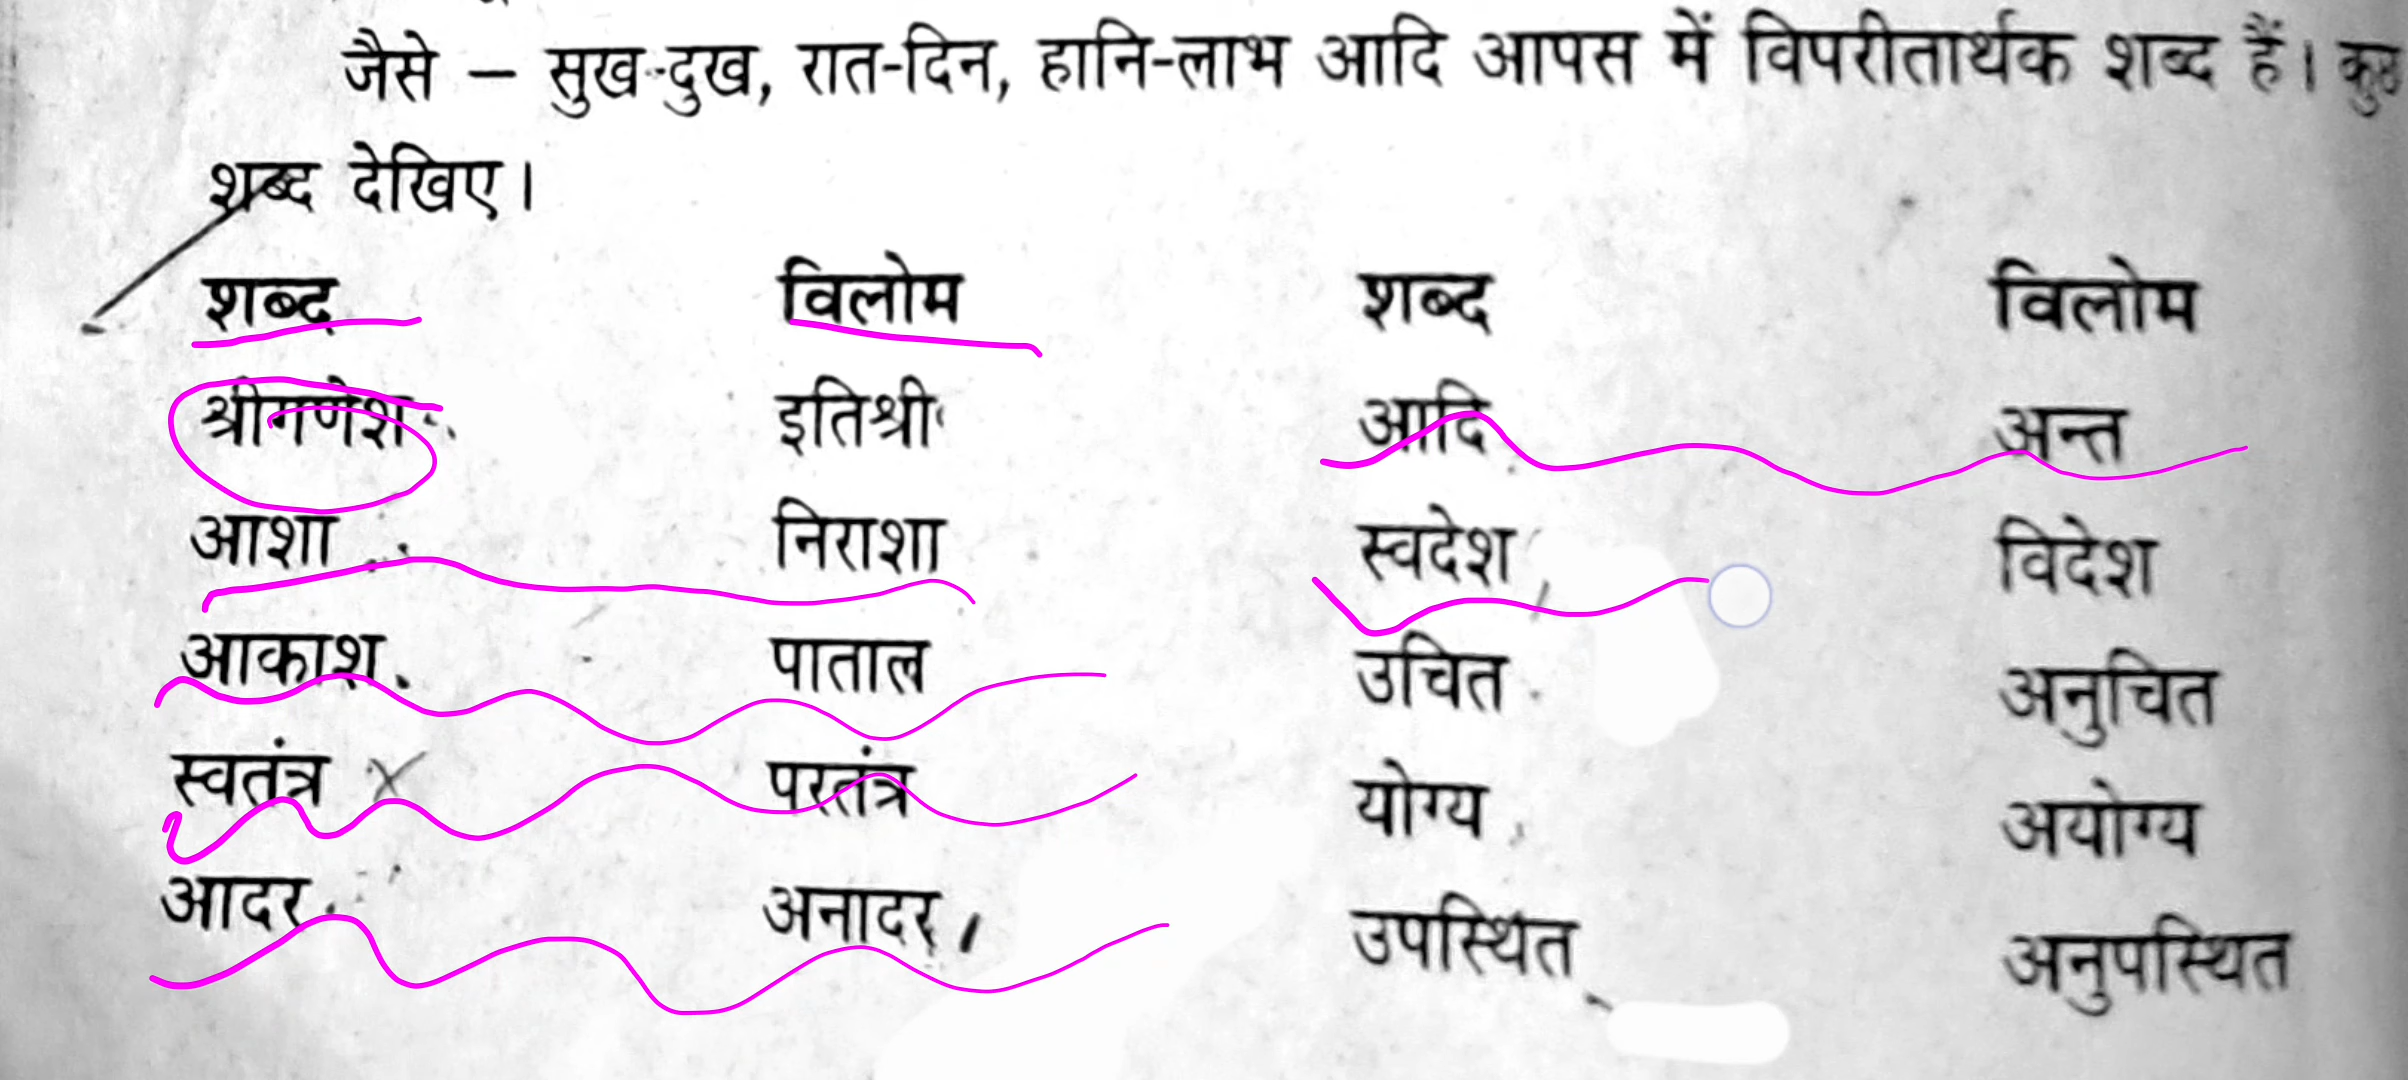 जैसे – सुख-दुख, रात-दिन, हानि-लाभ आदि आपस में विपरीतार्थक शब्द हैं। कुछ
शब्द देखिए।
शब्द विलोम शब्द विलोम
श्रीगणेश इतिश्री आदि अन्त
आशा निराशा स्वदेश विदेश
आकाश पाताल उचित अनुचित
स्वतंत्र परतंत्र योग्य अयोग्य
आदर अनादर उपस्थित अनुपस्थित